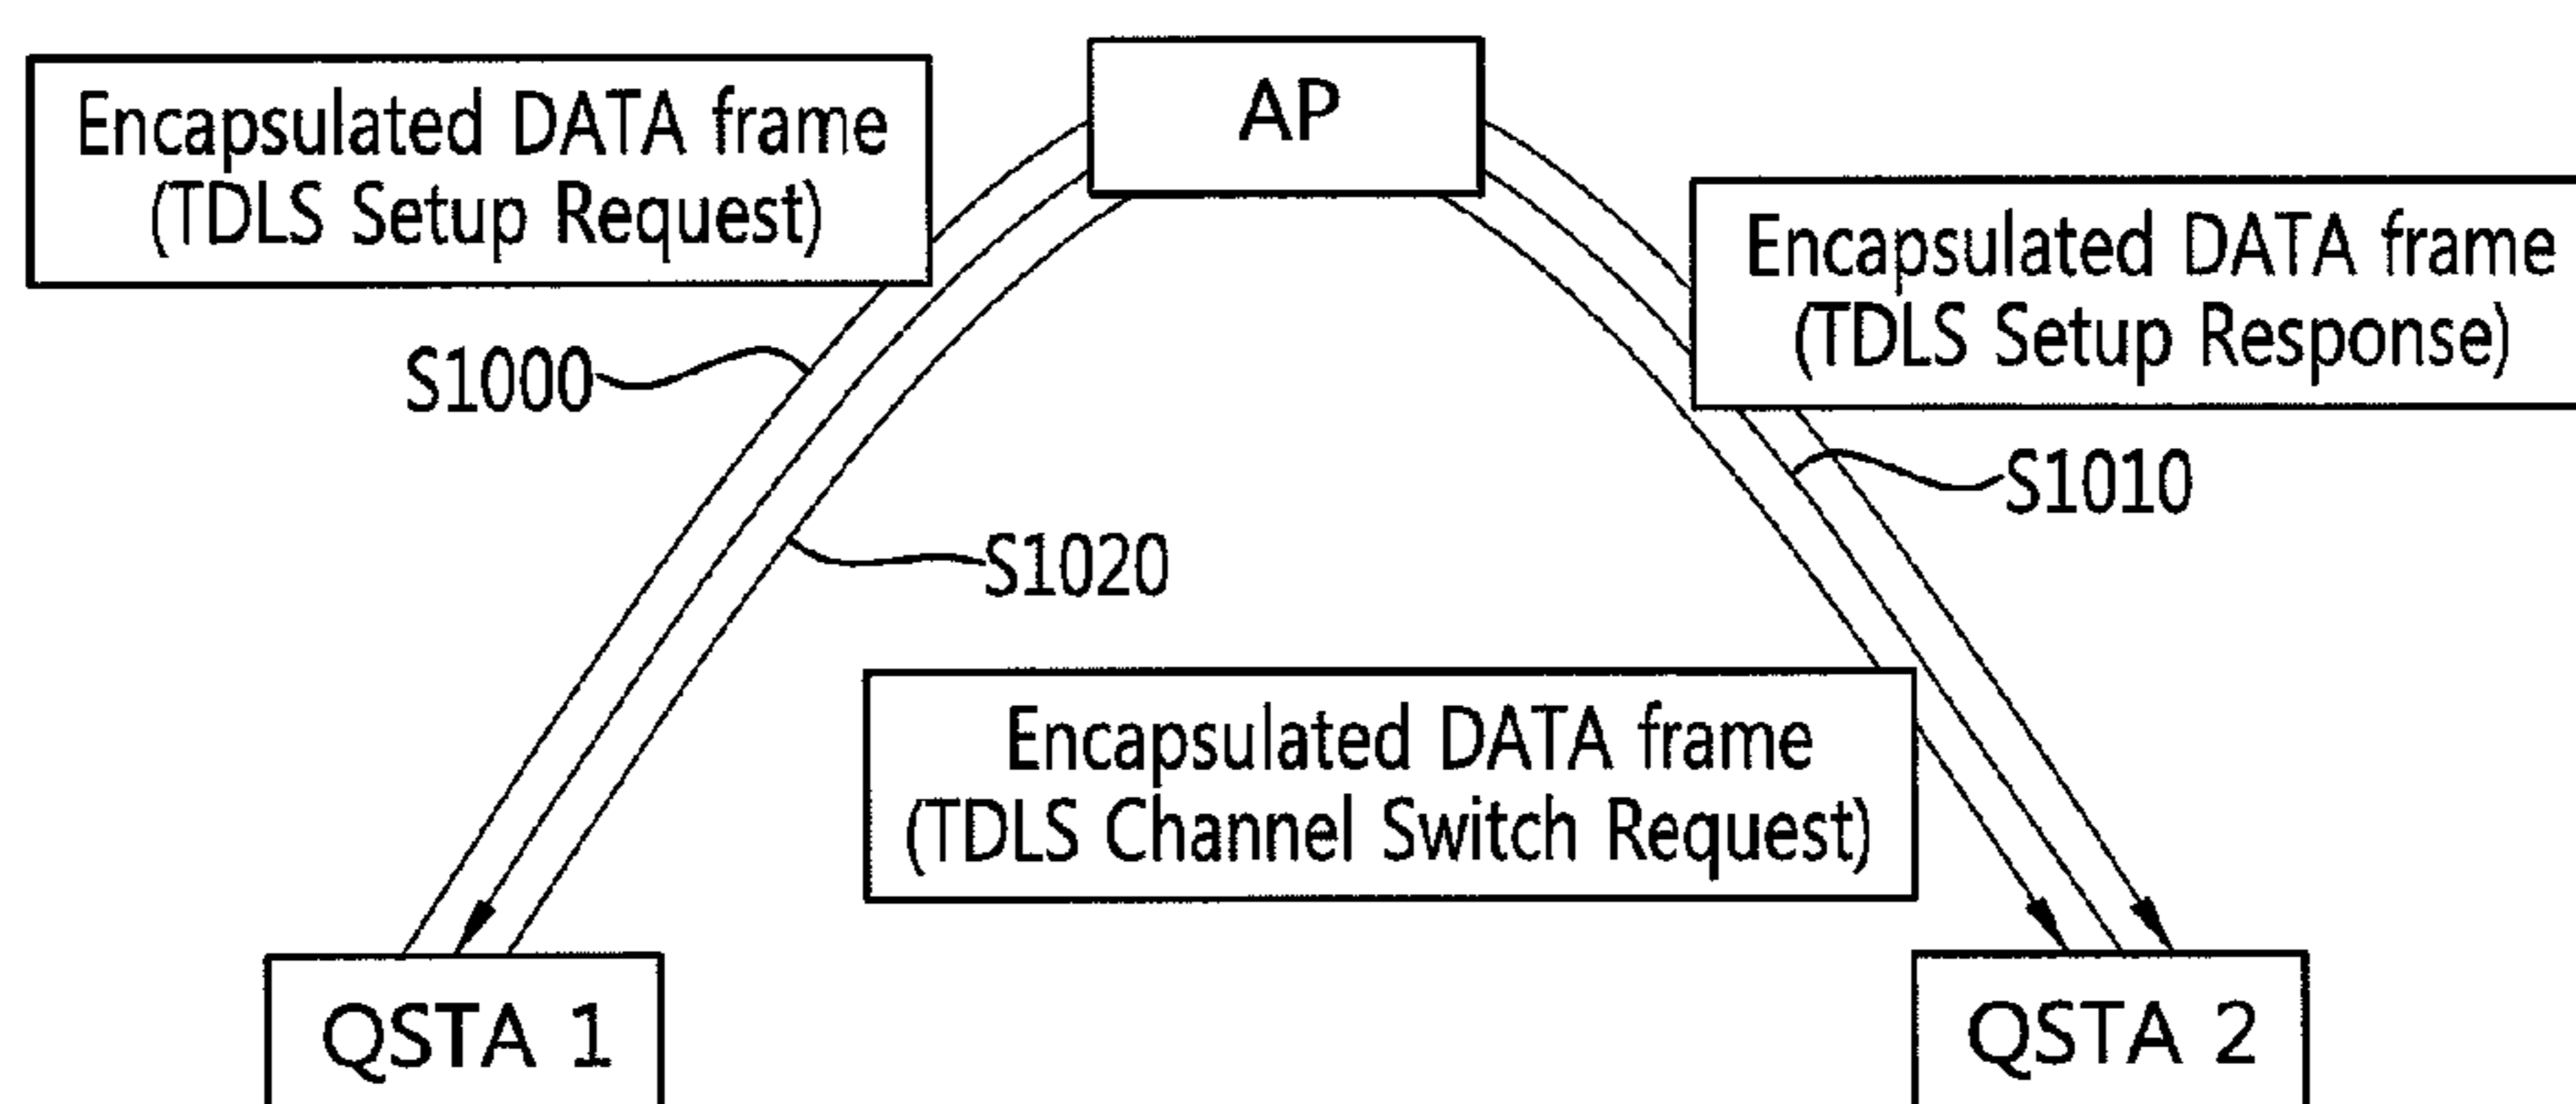 AP
Encapsulated DATA frame
(TDLS Setup Request)
Encapsulated DATA frame
(TDLS Setup Response)
S1000
S1010
S1020
Encapsulated DATA frame
(TDLS Channel Switch Request)
QSTA 1
QSTA 2